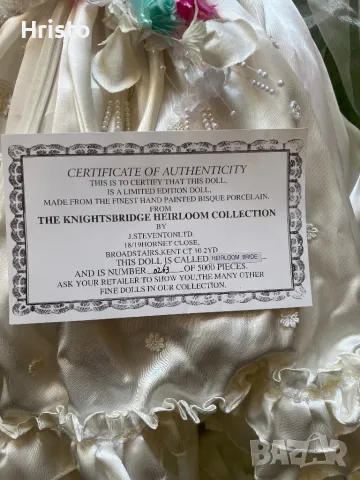 Hristo
CERTIFICATE OF AUTHENTICITY
THIS IS TO CERTIFY THAT THIS DOLL,
IS A LIMITED EDITION DOLL,
MADE FROM THE FINEST HAND PAINTED BISQUE PORCELAIN.
FROM
THE KNIGHTSBRIDGE HEIRLOOM COLLECTION
BY
J.STEVENTONLTD.
18/19HORNET CLOSE,
BROADSTAIRS,KENT CT 10 2YD
THIS DOLL IS CALLED HEIRLOOM BRIDE
AND IS NUMBER 0263 OF 5000 PIECES.
ASK YOUR RETAILER TO SHOW YOU,THE MANY OTHER
FINE DOLLS IN OUR COLLECTION.
BAZAR